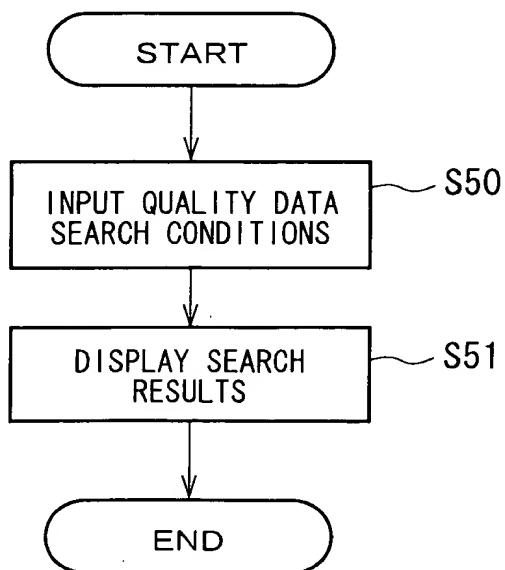 START
INPUT QUALITY DATA
SEARCH CONDITIONS
S50
DISPLAY SEARCH
RESULTS
S51
END